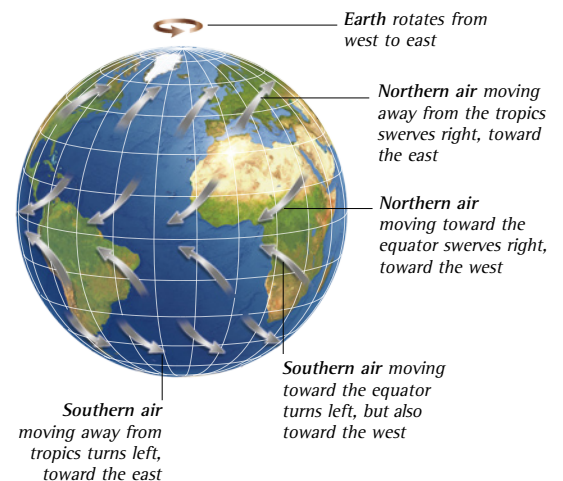 Earth rotates from
west to east
Northern air moving
away from the tropics
swerves right, toward
the east
Northern air
moving toward the
equator swerves right,
toward the west
Southern air moving
toward the equator
turns left, but also
toward the west
Southern air
moving away from
tropics turns left,
toward the east